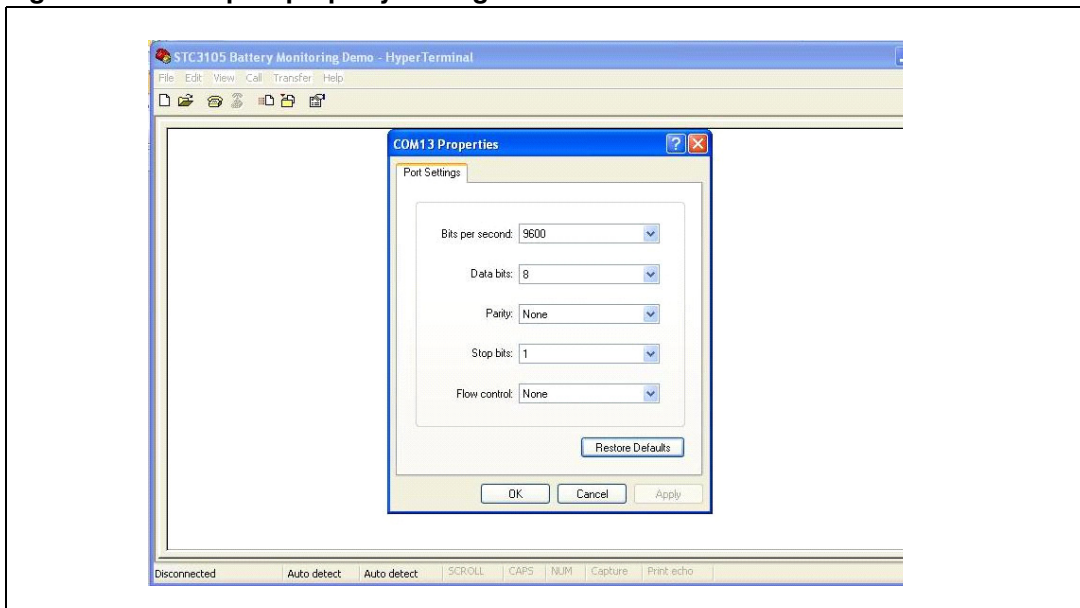 STC3105 Battery Monitoring Demo - HyperTerminal
File Edit View Call Transfer Help
COM13 Properties
Port Settings
Bits per second: 9600
Data bits: 8
Parity: None
Stop bits: 1
Flow control: None
Restore Defaults
OK Cancel Apply
Disconnected Auto detect Auto detect SCROLL CAPS NUM Capture Print echo